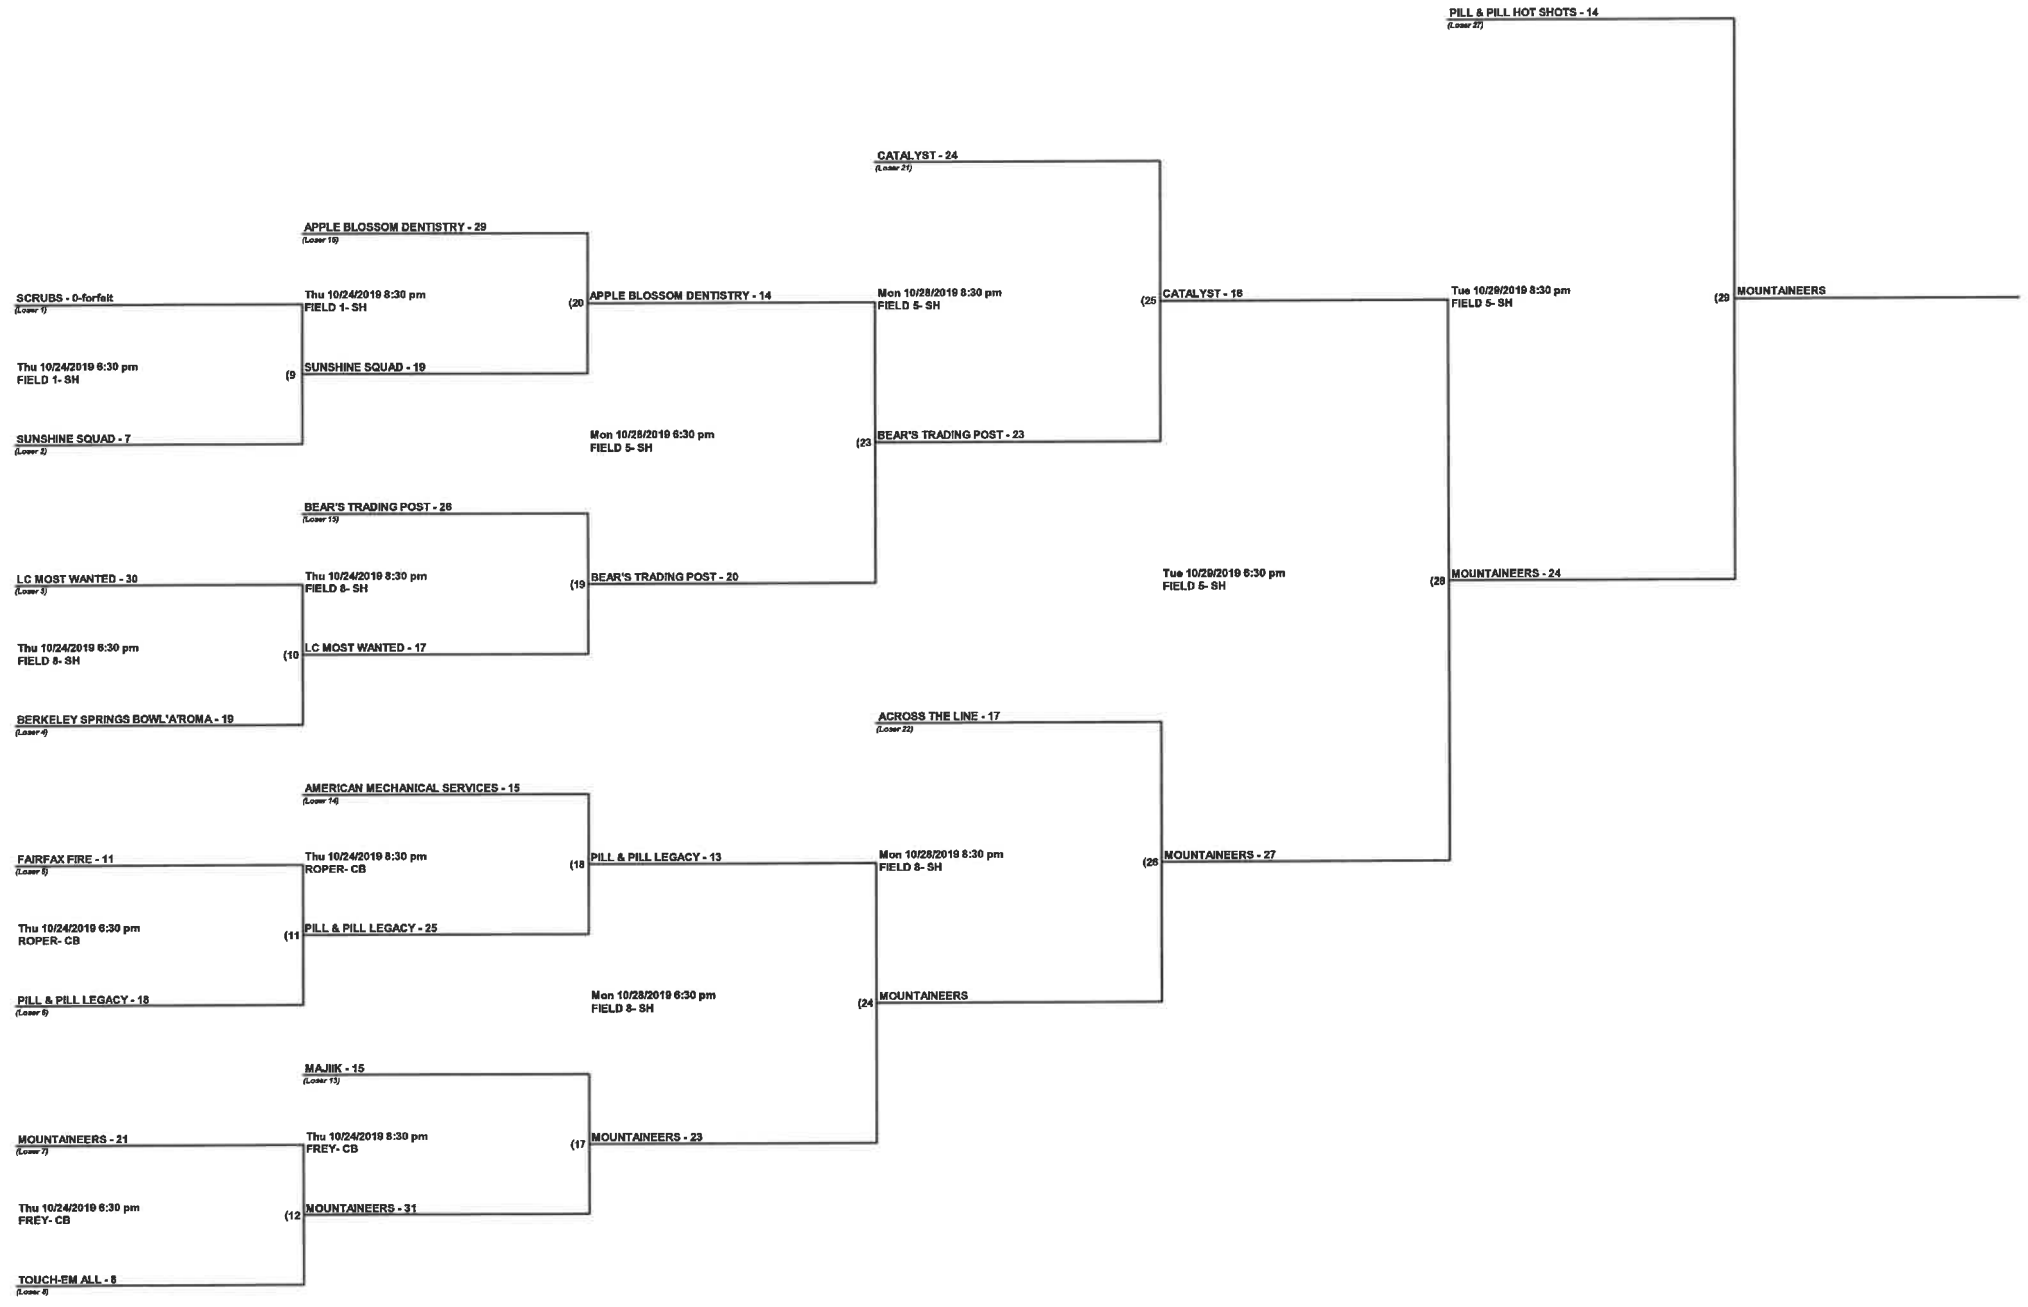 PILL & PILL HOT SHOTS - 14
(Loser 27)
CATALYST - 24
(Loser 21)
APPLE BLOSSOM DENTISTRY - 29
(Loser 16)
SCRUBS - 0-forfeit
(Loser 1)
Thu 10/24/2019 8:30 pm
FIELD 1- SH
(20
APPLE BLOSSOM DENTISTRY - 14
Mon 10/28/2019 8:30 pm
FIELD 5- SH
(25
CATALYST - 16
Tue 10/29/2019 8:30 pm
FIELD 5- SH
(29
MOUNTAINEERS
Thu 10/24/2019 6:30 pm
FIELD 1- SH
(9
SUNSHINE SQUAD - 19
SUNSHINE SQUAD - 7
(Loser 2)
Mon 10/28/2019 6:30 pm
FIELD 5- SH
(23
BEAR'S TRADING POST - 23
BEAR'S TRADING POST - 26
(Loser 15)
LC MOST WANTED - 30
(Loser 3)
Thu 10/24/2019 8:30 pm
FIELD 8- SH
(19
BEAR'S TRADING POST - 20
Tue 10/29/2019 6:30 pm
FIELD 5- SH
(28
MOUNTAINEERS - 24
Thu 10/24/2019 6:30 pm
FIELD 8- SH
(10
LC MOST WANTED - 17
BERKELEY SPRINGS BOWL'A'ROMA - 19
(Loser 4)
ACROSS THE LINE - 17
(Loser 22)
AMERICAN MECHANICAL SERVICES - 15
(Loser 14)
FAIRFAX FIRE - 11
(Loser 5)
Thu 10/24/2019 8:30 pm
ROPER- CB
(18
PILL & PILL LEGACY - 13
Mon 10/28/2019 8:30 pm
FIELD 8- SH
(26
MOUNTAINEERS - 27
Thu 10/24/2019 6:30 pm
ROPER- CB
(11
PILL & PILL LEGACY - 25
PILL & PILL LEGACY - 18
(Loser 6)
Mon 10/28/2019 6:30 pm
FIELD 8- SH
(24
MOUNTAINEERS
MAJIIK - 15
(Loser 13)
MOUNTAINEERS - 21
(Loser 7)
Thu 10/24/2019 8:30 pm
FREY- CB
(17
MOUNTAINEERS - 23
Thu 10/24/2019 6:30 pm
FREY- CB
(12
MOUNTAINEERS - 31
TOUCH-EM ALL -
(Loser 8)